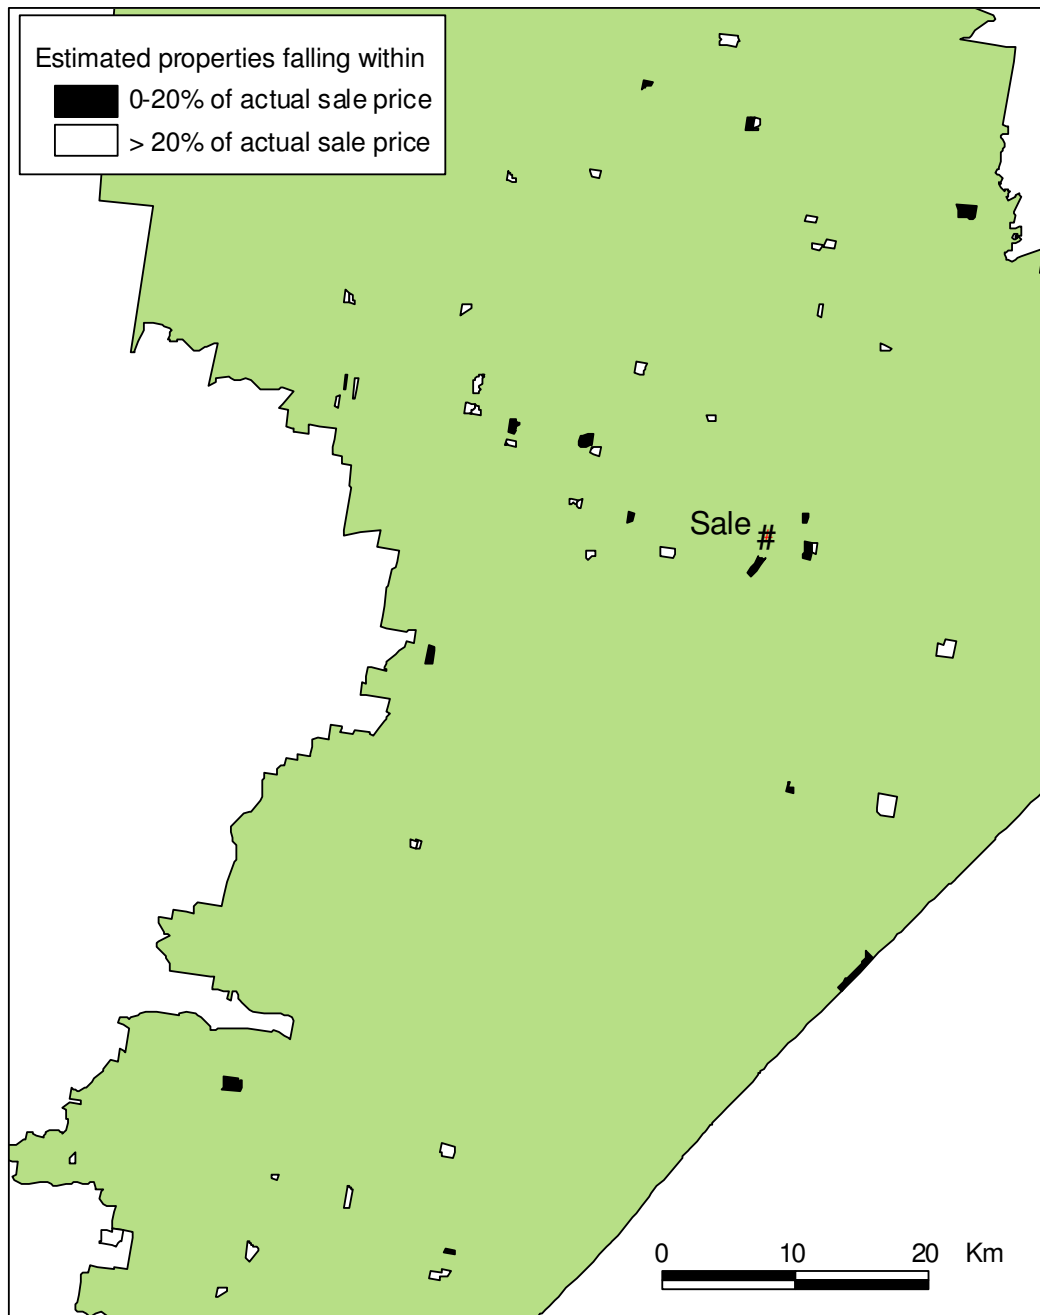 Estimated properties falling within
0-20% of actual sale price
> 20% of actual sale price
Sale #
0 10 20 Km